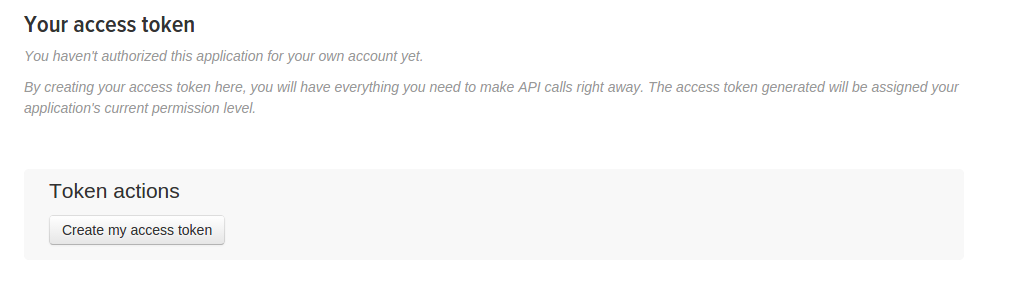 Your access token
You haven't authorized this application for your own account yet.
By creating your access token here, you will have everything you need to make API calls right away. The access token generated will be assigned your
application's current permission level.
Token actions
Create my access token